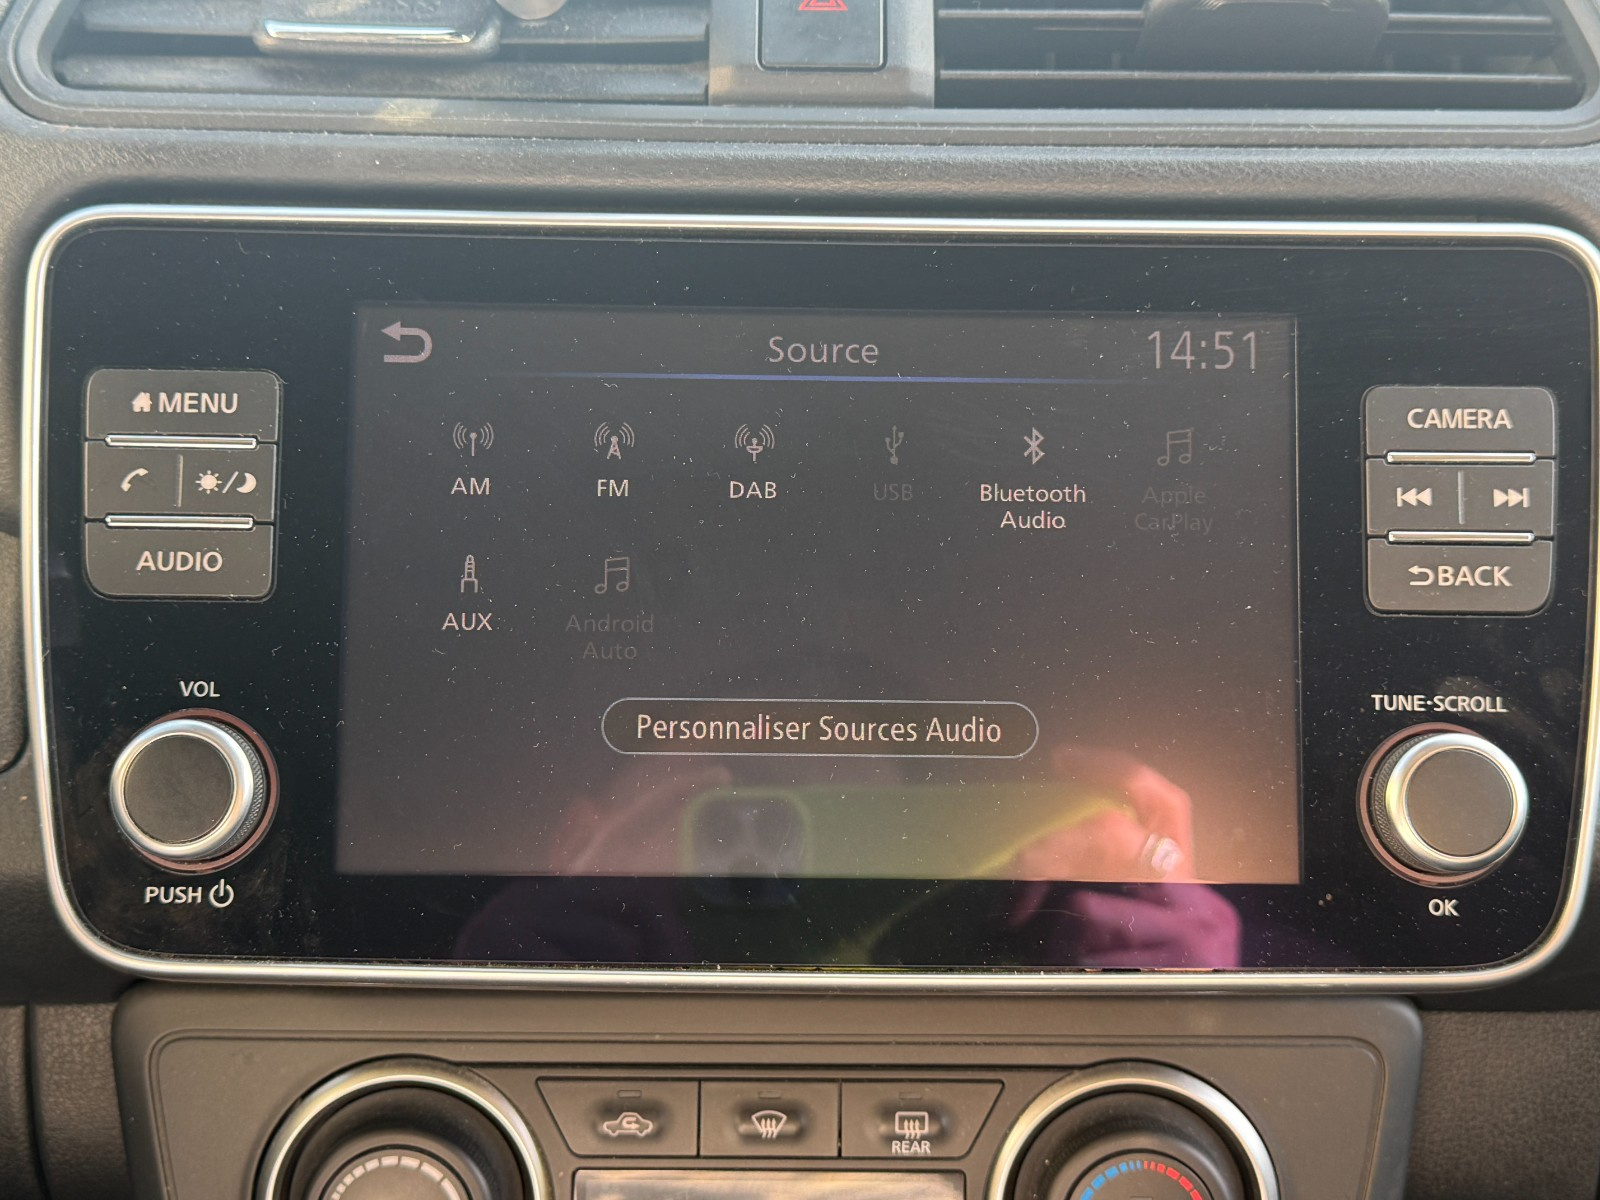 Source
14:51
MENU
AUDIO
CAMERA
BACK
AM
FM
DAB
USB
Bluetooth
Audio
Apple
CarPlay
AUX
Android
Auto
Personnaliser Sources Audio
VOL
PUSH
TUNE·SCROLL
OK
REAR